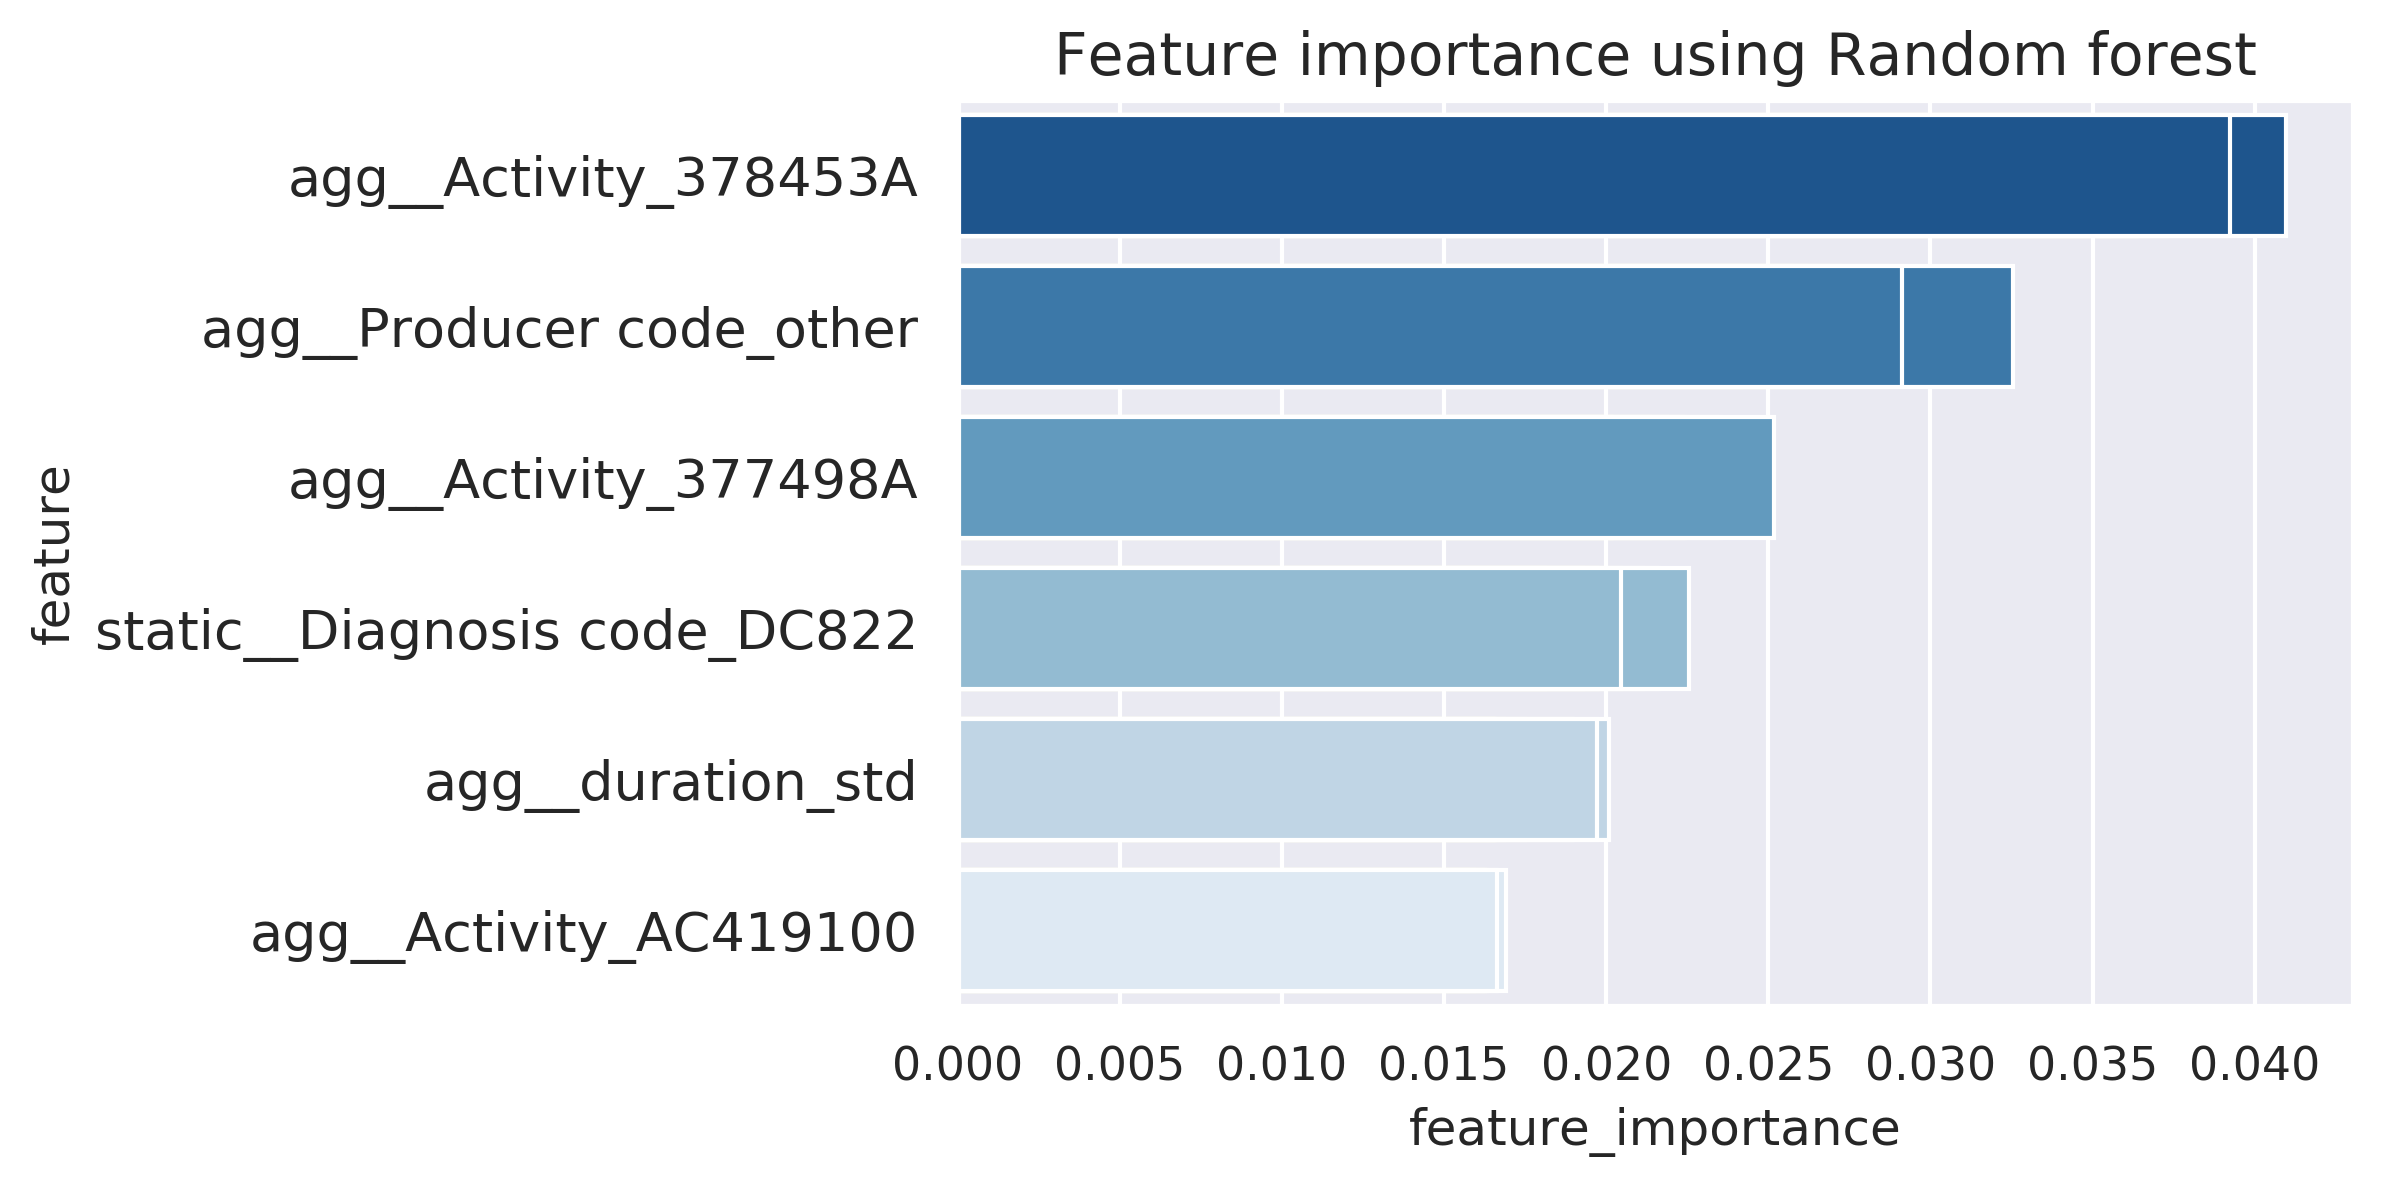 Feature importance using Random forest
feature
agg__Activity_378453A
agg__Producer code_other
agg__Activity_377498A
static__Diagnosis code_DC822
agg__duration_std
agg__Activity_AC419100
0.000 0.005 0.010 0.015 0.020 0.025 0.030 0.035 0.040
feature_importance